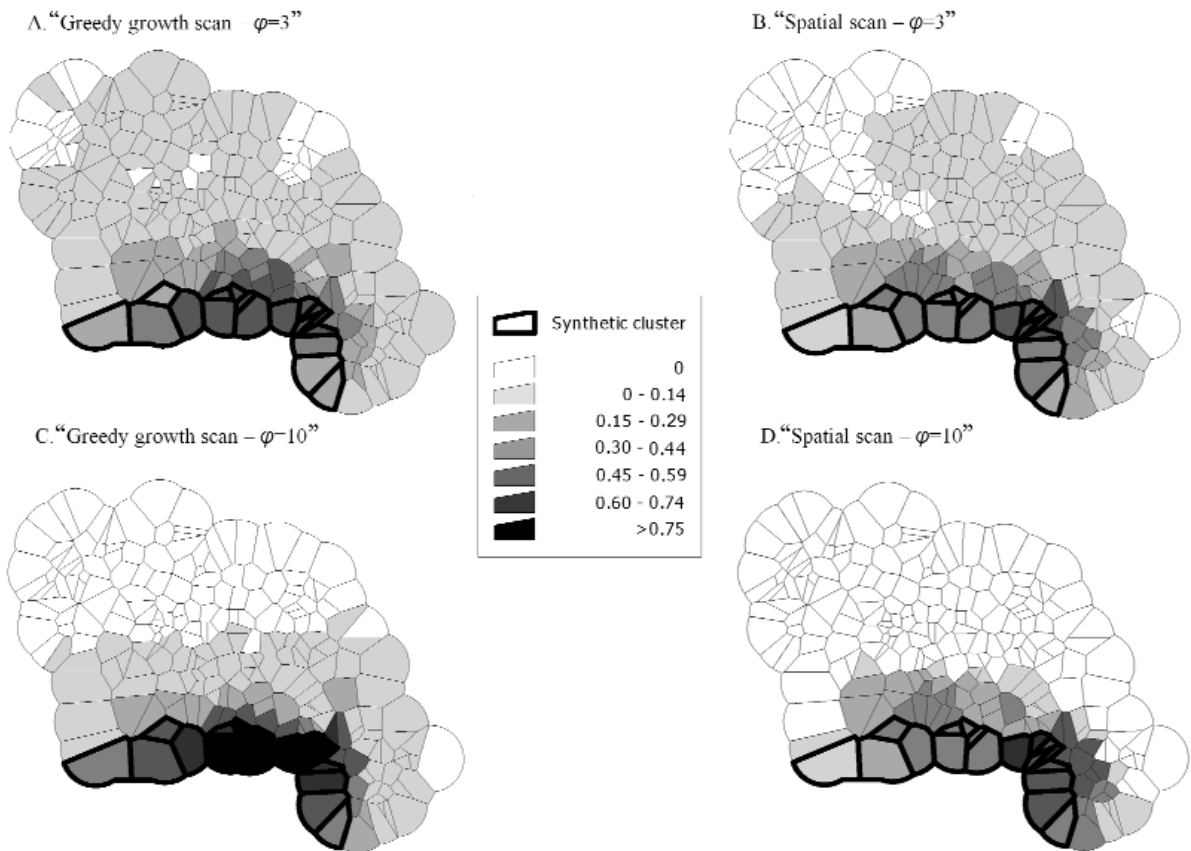 A. “Greedy growth scan – φ=3”
B. “Spatial scan – φ=3”
Synthetic cluster
0
0 - 0.14
0.15 - 0.29
0.30 - 0.44
0.45 - 0.59
0.60 - 0.74
>0.75
C. “Greedy growth scan – φ=10”
D. “Spatial scan – φ=10”